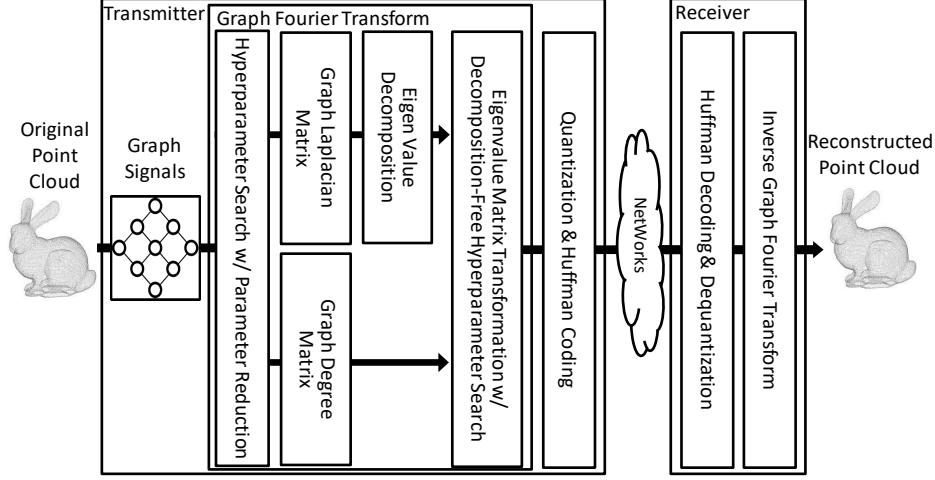 Transmitter
Graph Fourier Transform
Receiver
Original
Point
Cloud
Graph
Signals
Hyperparameter Search w/ Parameter Reduction
Graph Laplacian
Matrix
Eigen Value
Decomposition
Graph Degree
Matrix
Eigenvalue Matrix Transformation w/
Decomposition-Free Hyperparameter Search
Quantization & Huffman Coding
NetWorks
Huffman Decoding & Dequantization
Inverse Graph Fourier Transform
Reconstructed
Point Cloud